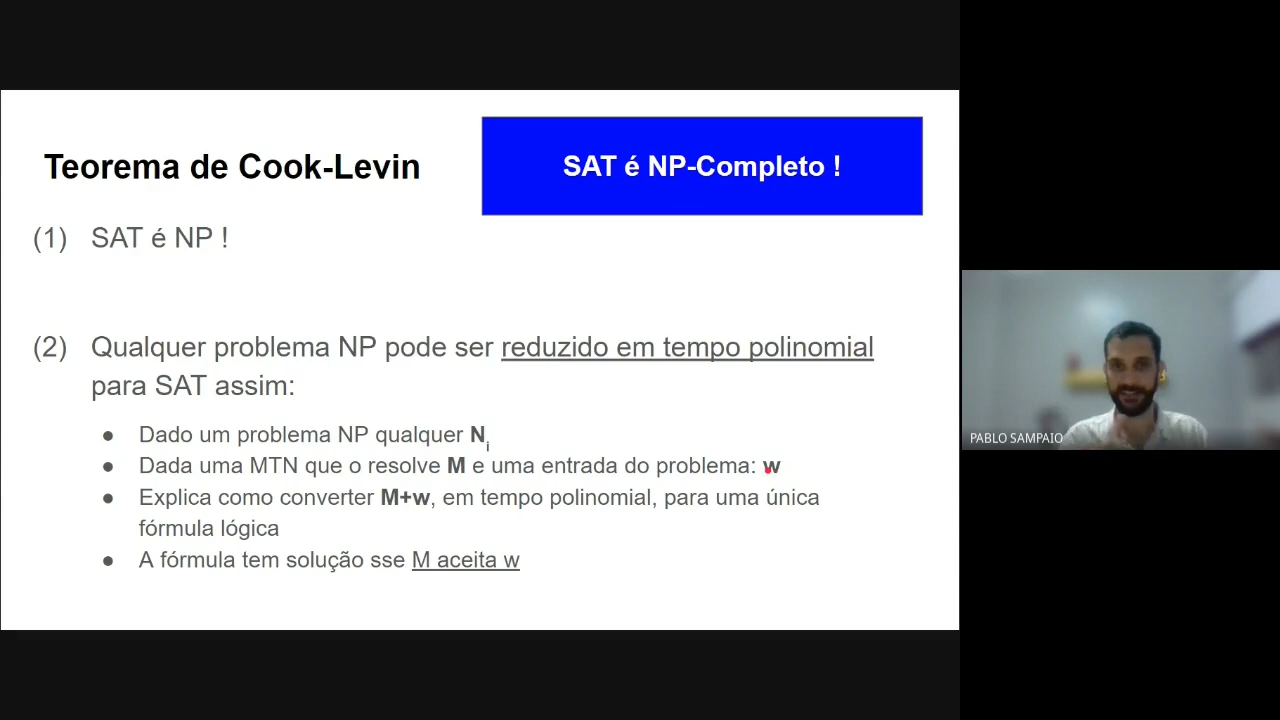 Teorema de Cook-Levin
SAT é NP-Completo !
(1) SAT é NP !
(2) Qualquer problema NP pode ser reduzido em tempo polinomial
para SAT assim:
● Dado um problema NP qualquer Ni
● Dada uma MTN que o resolve M e uma entrada do problema: w
● Explica como converter M+w, em tempo polinomial, para uma única
fórmula lógica
● A fórmula tem solução sse M aceita w
PABLO SAMPAIO